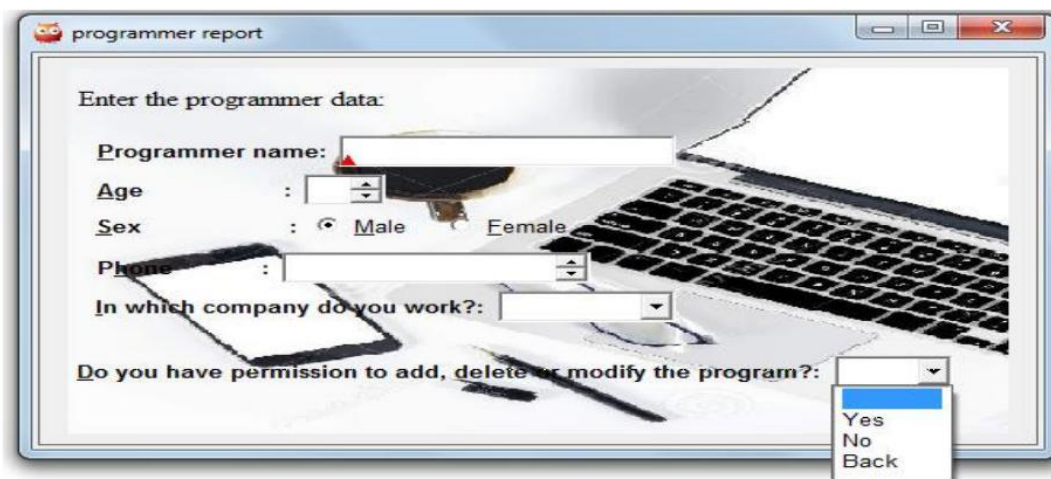 programmer report
Enter the programmer data:
Programmer name:
Age :
Sex : Male Female
Phone :
In which company do you work?:
Do you have permission to add, delete or modify the program?:
Yes
No
Back